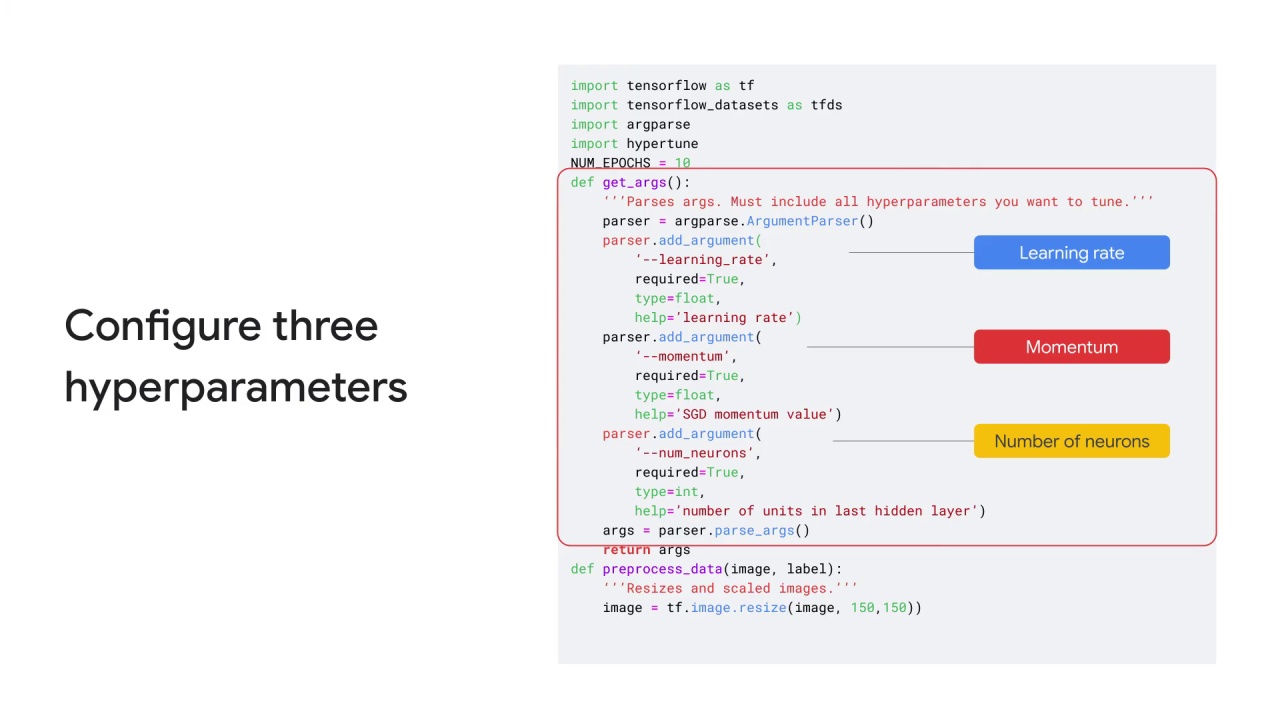 Configure three
hyperparameters
import tensorflow as tf
import tensorflow_datasets as tfds
import argparse
import hypertune
NUM_EPOCHS = 10
def get_args():
    '''Parses args. Must include all hyperparameters you want to tune.'''
    parser = argparse.ArgumentParser()
    parser.add_argument(
        '--learning_rate',
        required=True,
        type=float,
        help='learning rate')
    parser.add_argument(
        '--momentum',
        required=True,
        type=float,
        help='SGD momentum value')
    parser.add_argument(
        '--num_neurons',
        required=True,
        type=int,
        help='number of units in last hidden layer')
    args = parser.parse_args()
    return args
def preprocess_data(image, label):
    '''Resizes and scaled images.'''
    image = tf.image.resize(image, 150,150))
Learning rate
Momentum
Number of neurons